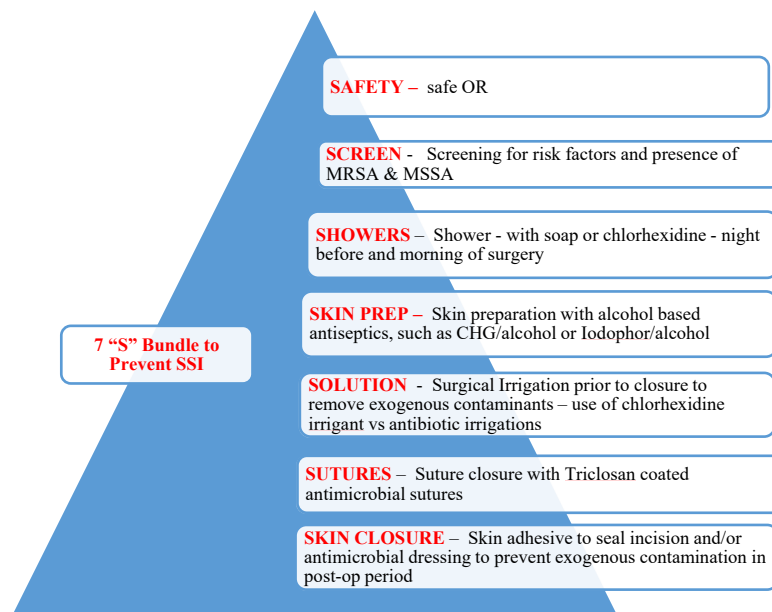 SAFETY – safe OR
SCREEN - Screening for risk factors and presence of
MRSA & MSSA
SHOWERS – Shower - with soap or chlorhexidine - night
before and morning of surgery
SKIN PREP – Skin preparation with alcohol based
antiseptics, such as CHG/alcohol or Iodophor/alcohol
7 “S” Bundle to
Prevent SSI
SOLUTION - Surgical Irrigation prior to closure to
remove exogenous contaminants – use of chlorhexidine
irrigant vs antibiotic irrigations
SUTURES – Suture closure with Triclosan coated
antimicrobial sutures
SKIN CLOSURE – Skin adhesive to seal incision and/or
antimicrobial dressing to prevent exogenous contamination in
post-op period